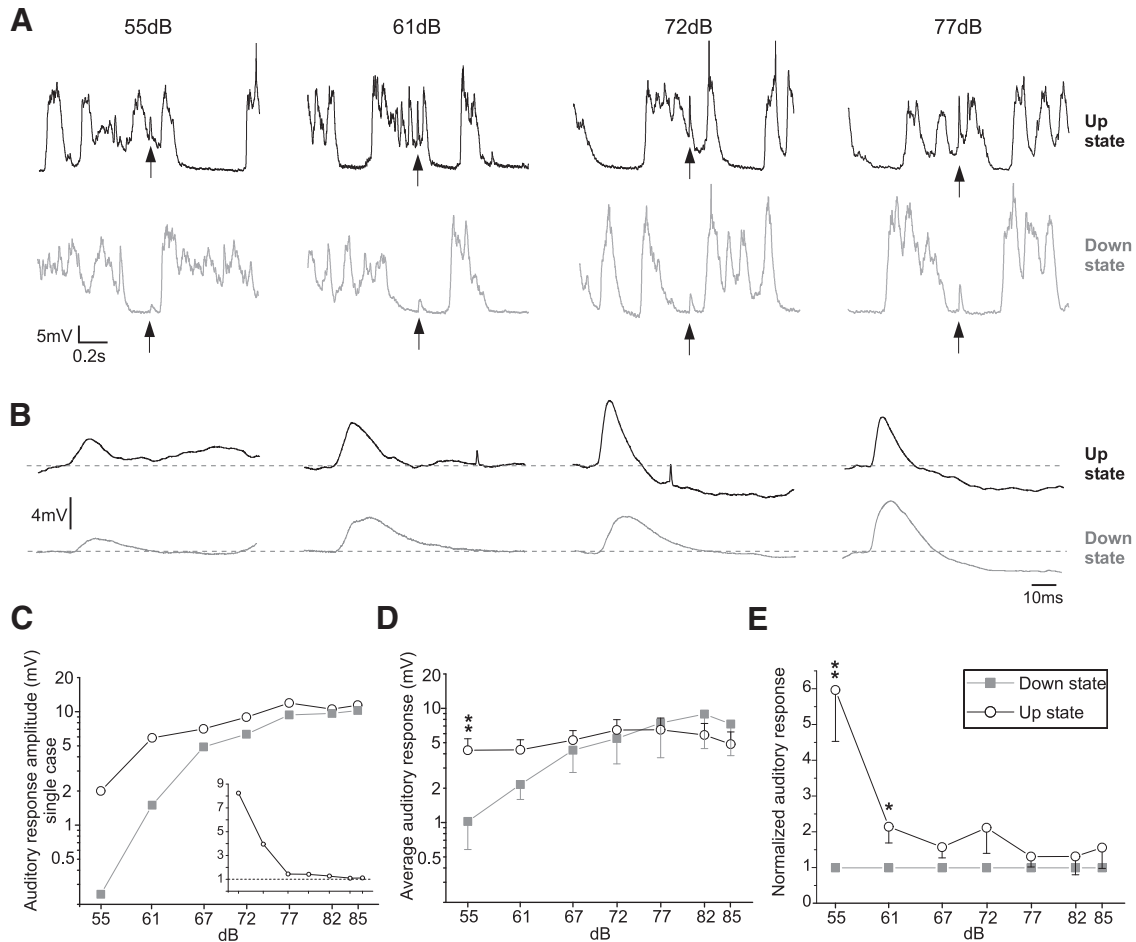 A
55dB
61dB
72dB
77dB
Up
state
Down
state
5mV
0.2s
B
Up
state
4mV
Down
state
10ms
C
Auditory response amplitude (mV)
single case
20
10
5
2
1
0.5
9
7
5
3
1
55
61
67
72
77
82
85
dB
D
Average auditory response (mV)
20
10
5
2
1
0.5
**
55
61
67
72
77
82
85
dB
E
Normalized auditory response
6
5
4
3
2
1
0
**
*
Down state
Up state
55
61
67
72
77
82
85
dB